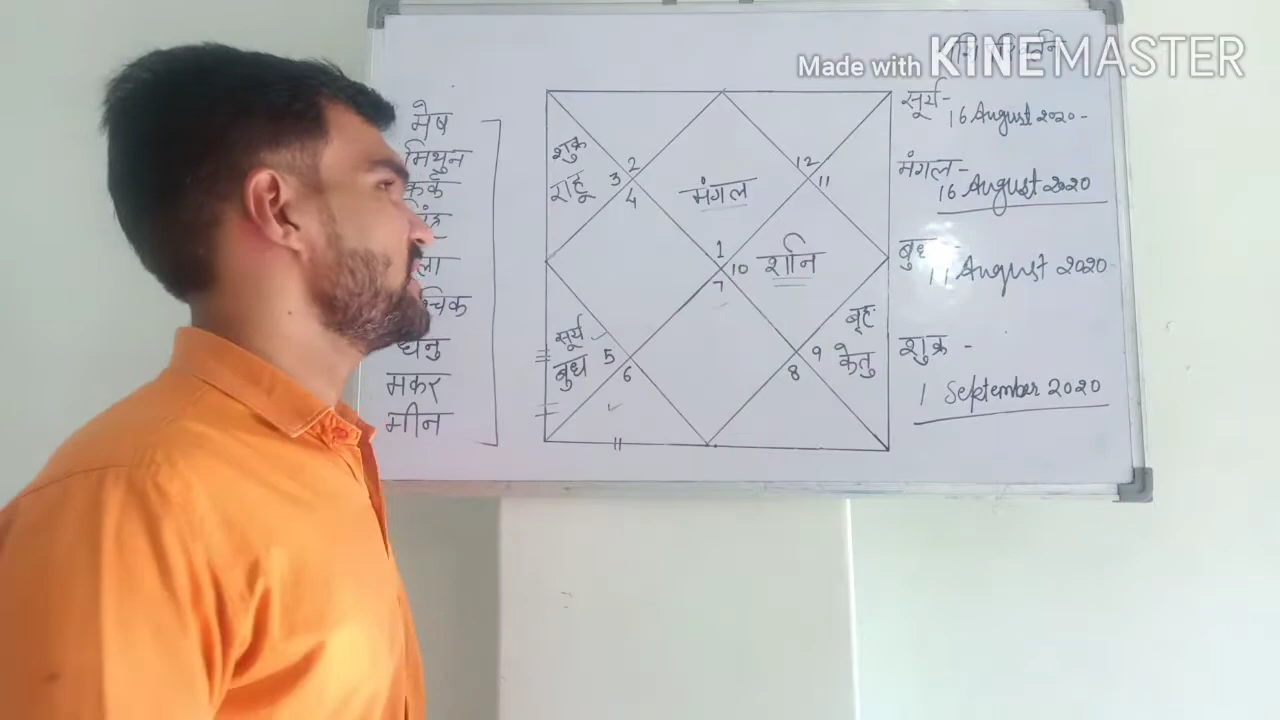 Made with KINEMASTER
मेष
मिथुन
कर्क
धनु
मकर
मीन
शुक्र
राहू
2
3
4
मंगल
12
11
1
10 शनि
7
सूर्य
बुध
5
6
बृह
केतु
9
8
सूर्य-
16 August 2020-
मंगल-
16 August 2020
बुध-
11 August 2020
शुक्र -
1 September 2020